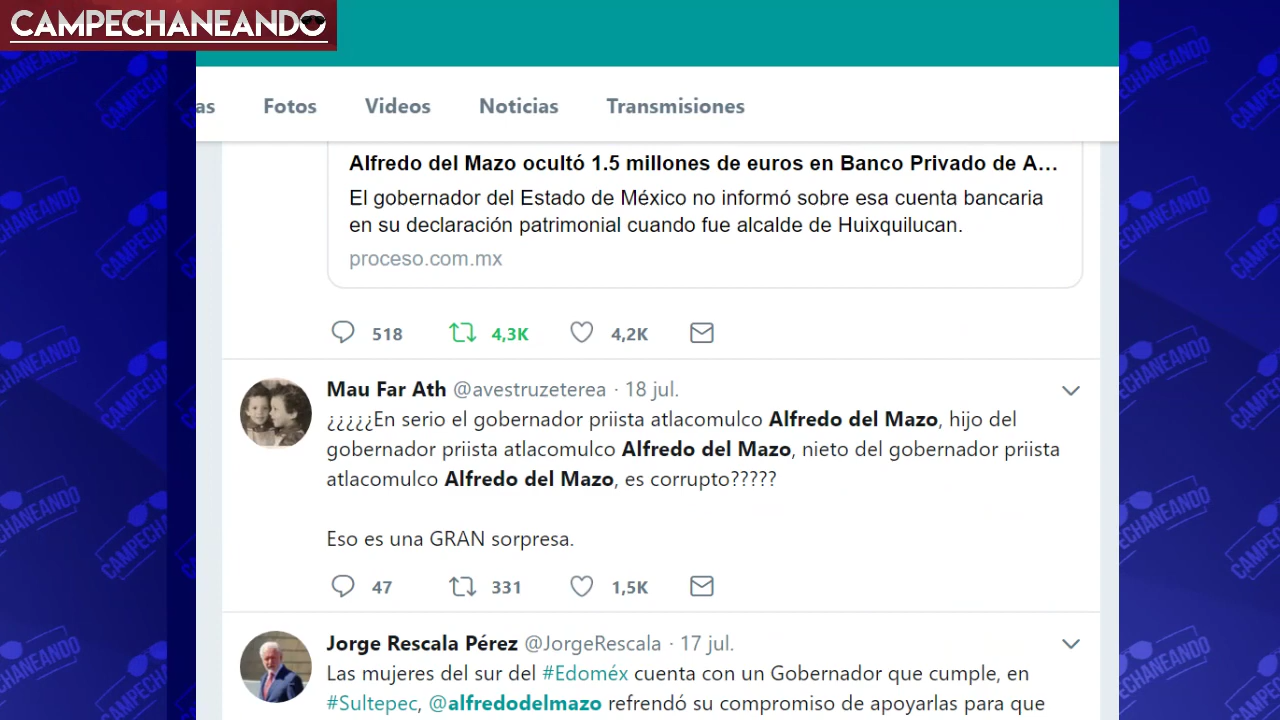 CAMPECHANEANDO
as Fotos Videos Noticias Transmisiones
Alfredo del Mazo ocultó 1.5 millones de euros en Banco Privado de A…
El gobernador del Estado de México no informó sobre esa cuenta bancaria
en su declaración patrimonial cuando fue alcalde de Huixquilucan.
proceso.com.mx
518 4,3K 4,2K
Mau Far Ath @avestruzeterea · 18 jul.
¿¿¿¿¿En serio el gobernador priista atlacomulco Alfredo del Mazo, hijo del
gobernador priista atlacomulco Alfredo del Mazo, nieto del gobernador priista
atlacomulco Alfredo del Mazo, es corrupto?????
Eso es una GRAN sorpresa.
47 331 1,5K
Jorge Rescala Pérez @JorgeRescala · 17 jul.
Las mujeres del sur del #Edoméx cuenta con un Gobernador que cumple, en
#Sultepec, @alfredodelmazo refrendó su compromiso de apoyarlas para que